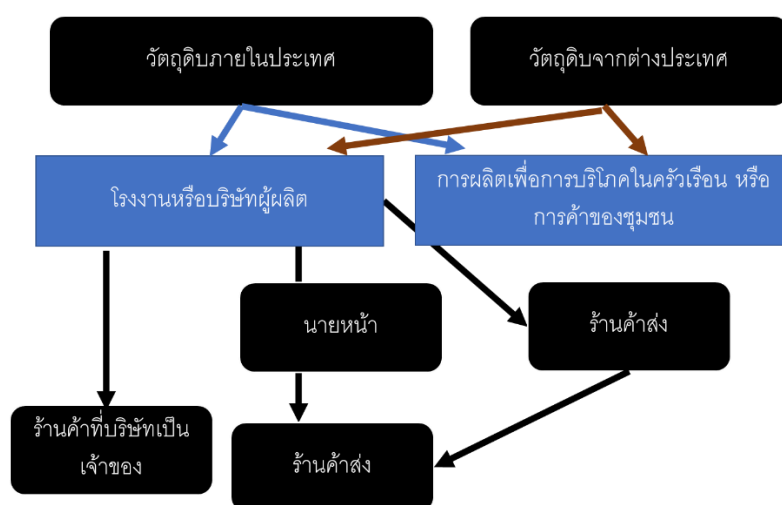 วัตถุดิบภายในประเทศ
วัตถุดิบจากต่างประเทศ
โรงงานหรือบริษัทผู้ผลิต
การผลิตเพื่อการบริโภคในครัวเรือน หรือ
การค้าของชุมชน
นายหน้า
ร้านค้าส่ง
ร้านค้าที่บริษัทเป็น
เจ้าของ
ร้านค้าส่ง